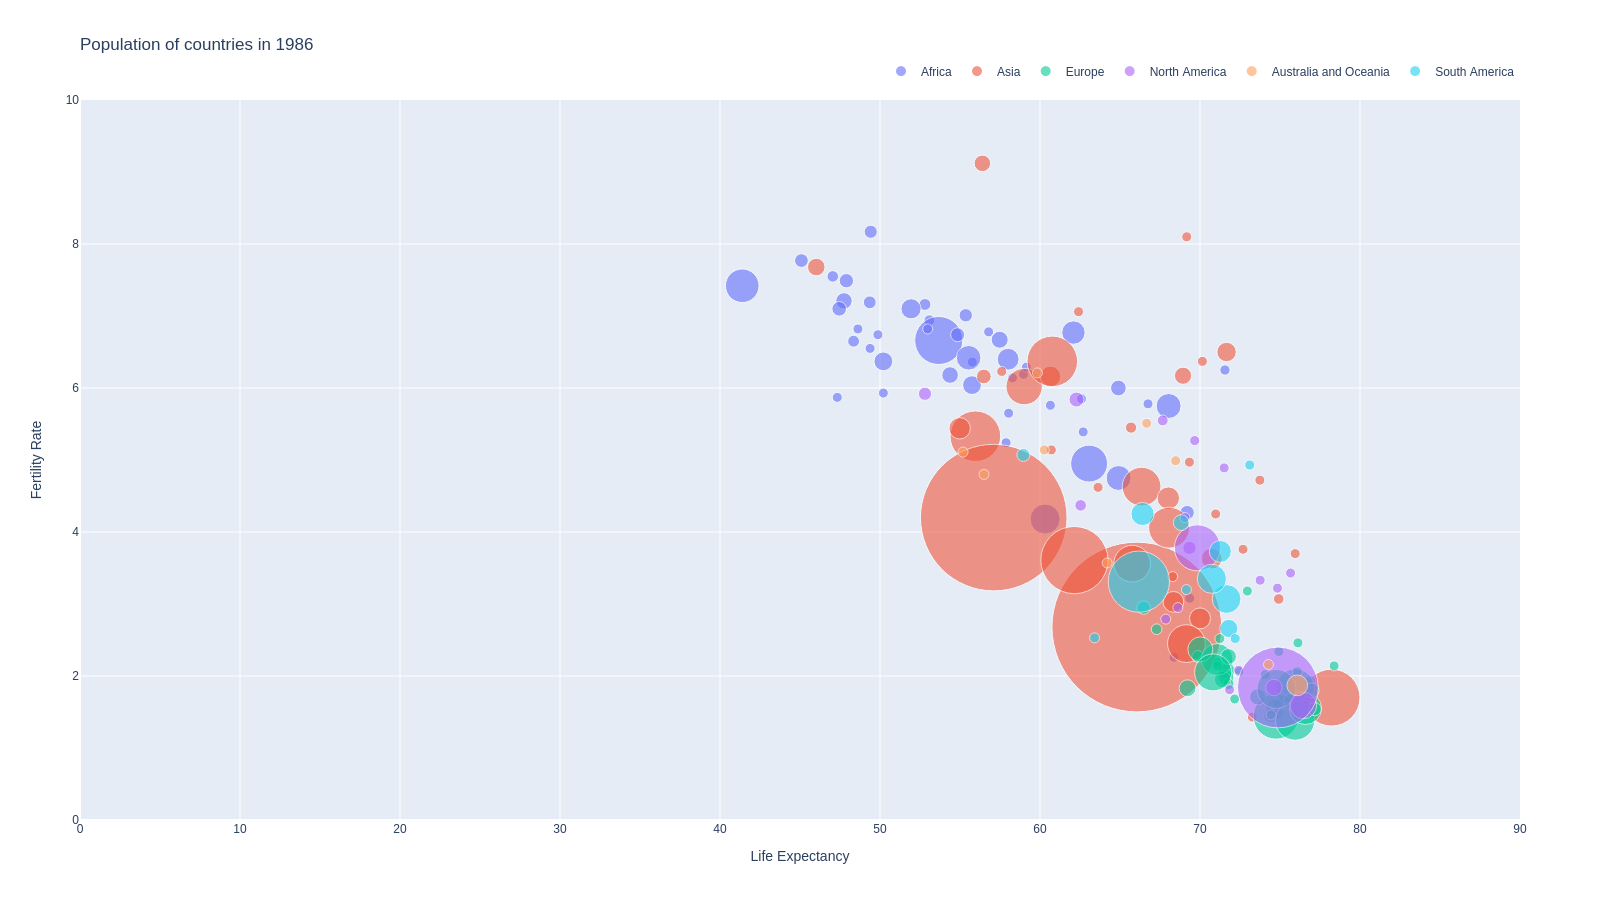 Population of countries in 1986
Africa
Asia
Europe
North America
Australia and Oceania
South America
10
8
6
4
2
0
Fertility Rate
0
10
20
30
40
50
60
70
80
90
Life Expectancy